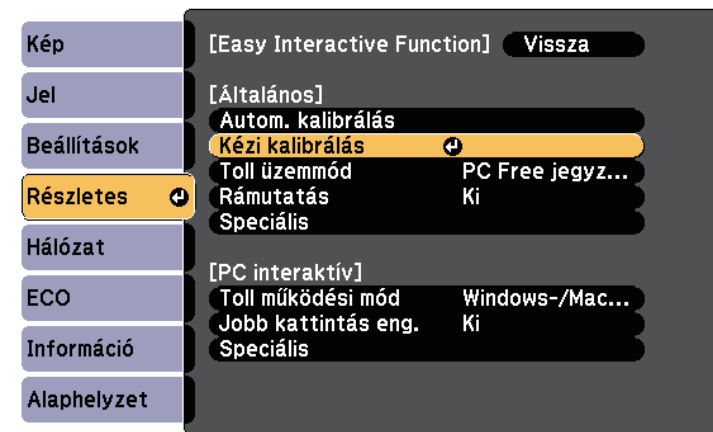 Kép
Jel
Beállítások
Részletes
Hálózat
ECO
Információ
Alaphelyzet
[Easy Interactive Function] Vissza
[Általános]
Autom. kalibrálás
Kézi kalibrálás
Toll üzemmód PC Free jegyz...
Rámutatás Ki
Speciális
[PC interaktív]
Toll működési mód Windows-/Mac...
Jobb kattintás eng. Ki
Speciális